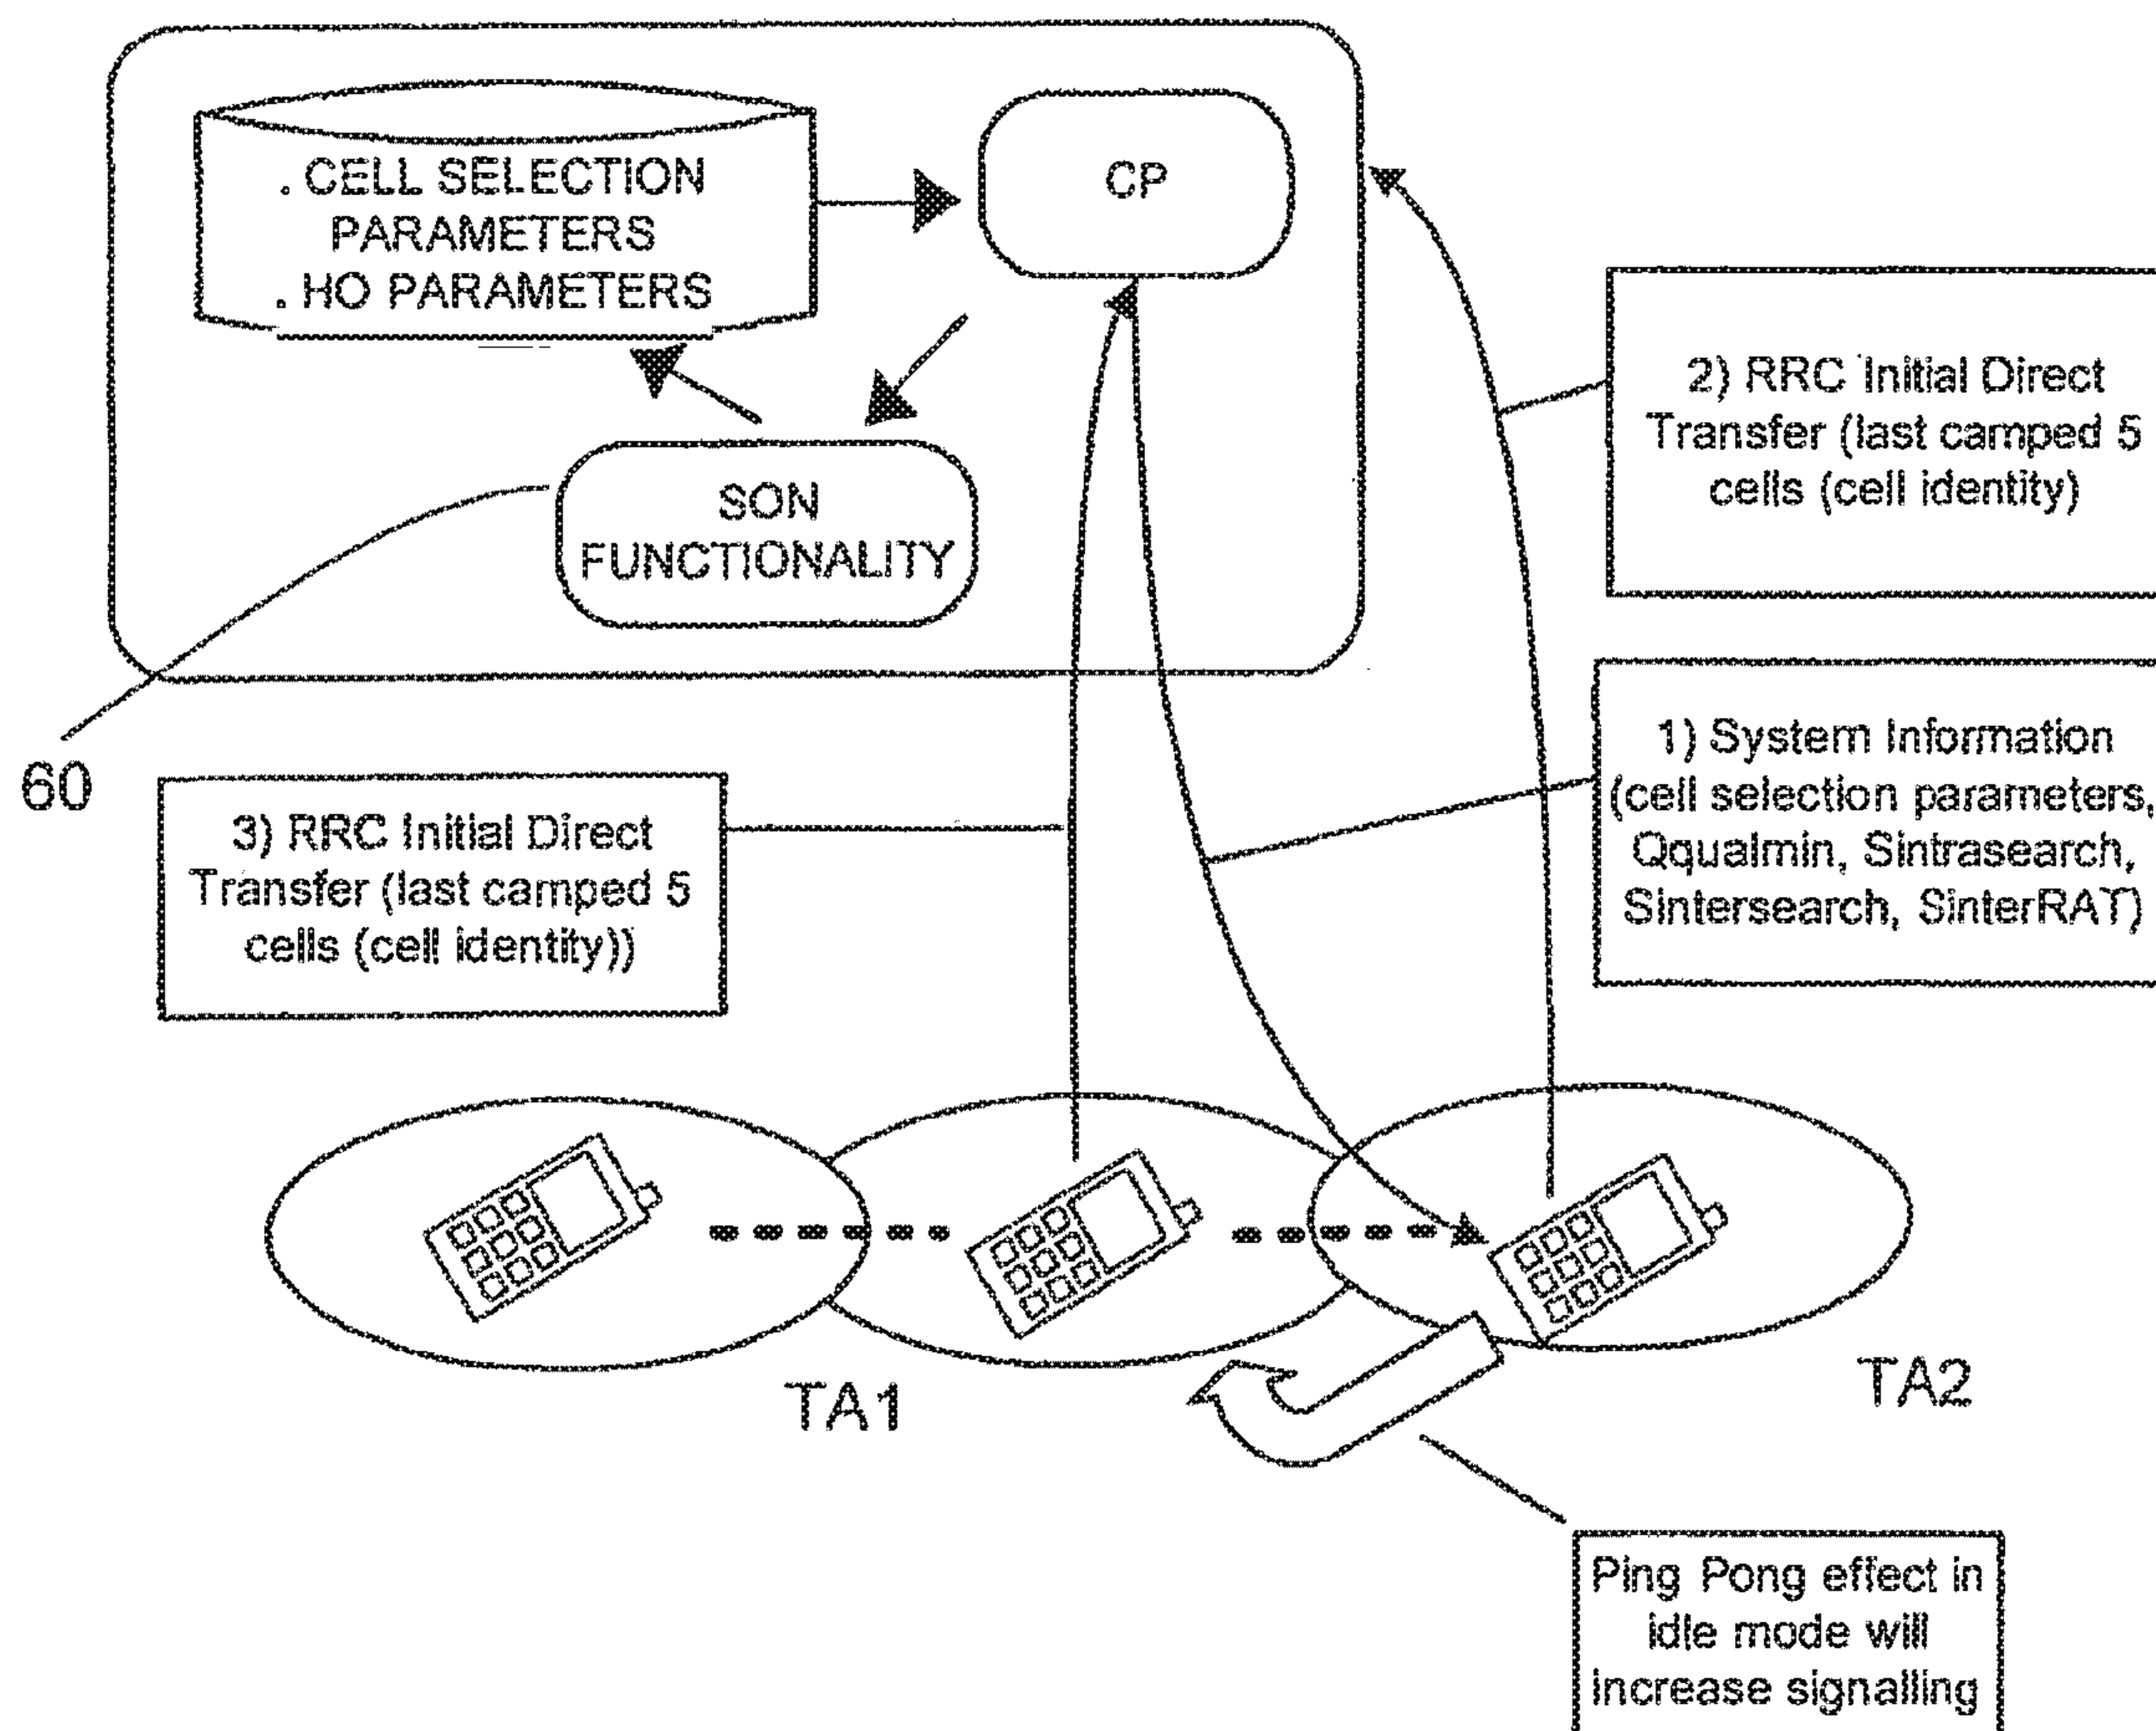 . CELL SELECTION
PARAMETERS
. HO PARAMETERS
CP
SON
FUNCTIONALITY
60
2) RRC Initial Direct
Transfer (last camped 5
cells (cell identity)
1) System Information
(cell selection parameters,
Qqualmin, Sintrasearch,
Sintersearch, SinterRAT)
3) RRC Initial Direct
Transfer (last camped 5
cells (cell identity))
TA1
TA2
Ping Pong effect in
idle mode will
increase signalling